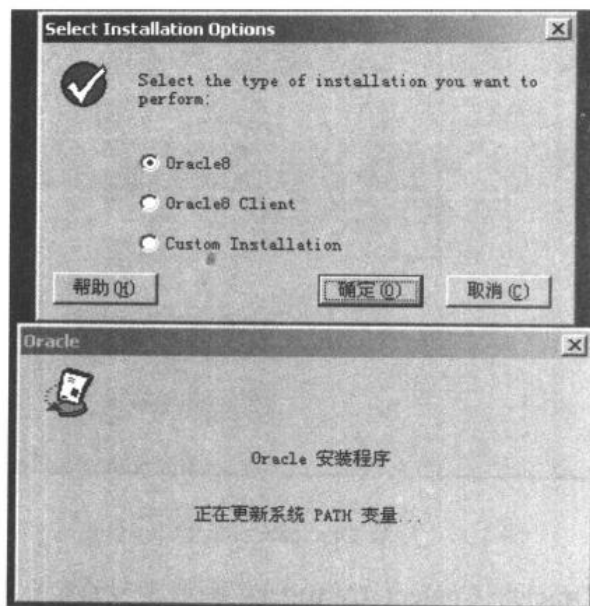 Select Installation Options
Select the type of installation you want to
perform:
Oracle8
Oracle8 Client
Custom Installation
帮助(H)
确定(O)
取消(C)
Oracle
Oracle 安装程序
正在更新系统 PATH 变量...